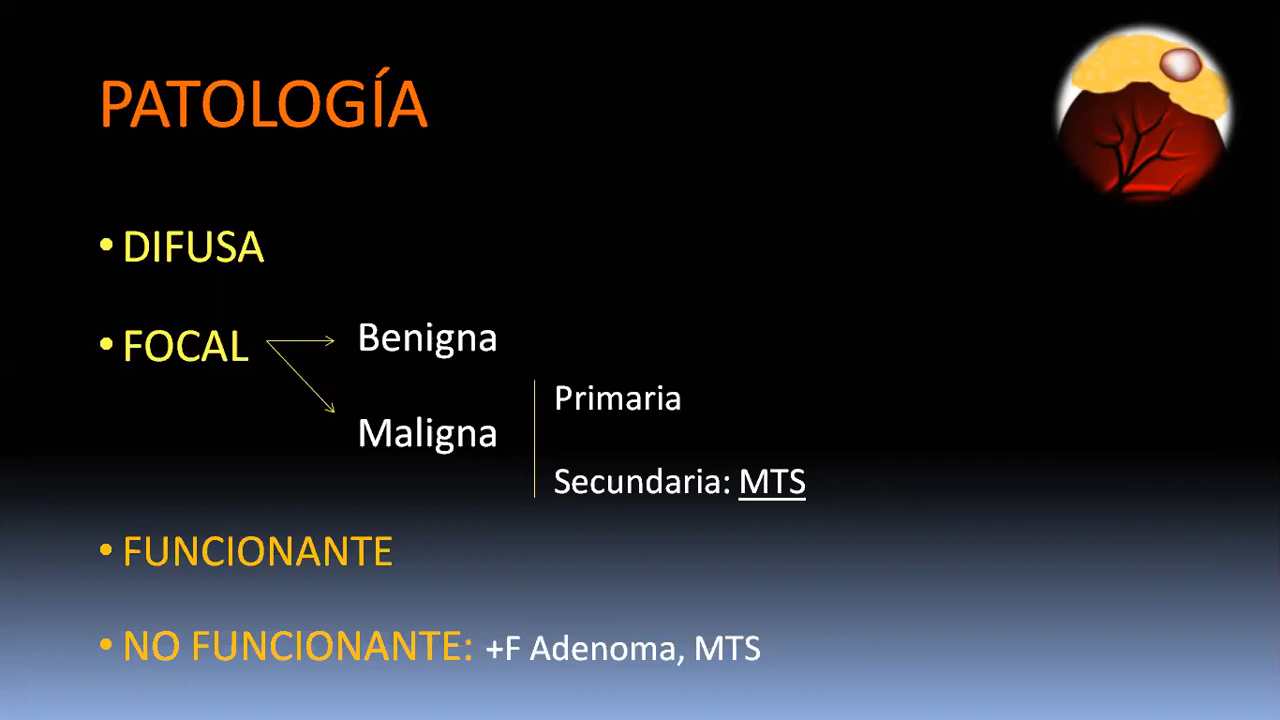 PATOLOGÍA
• DIFUSA
• FOCAL
Benigna
Maligna
Primaria
Secundaria: MTS
• FUNCIONANTE
• NO FUNCIONANTE: +F Adenoma, MTS